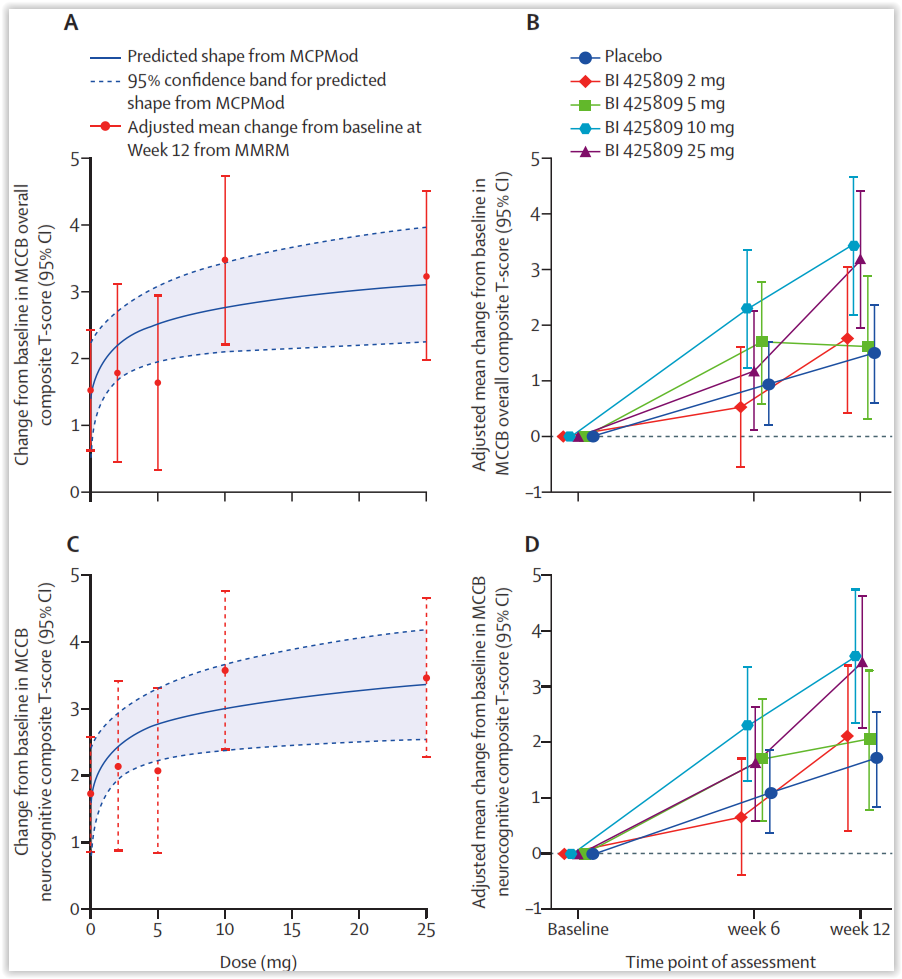 A
Predicted shape from MCPMod
95% confidence band for predicted
shape from MCPMod
Adjusted mean change from baseline at
Week 12 from MMRM
Change from baseline in MCCB overall
composite T-score (95% CI)
5
4
3
2
1
0
B
Placebo
BI 425809 2 mg
BI 425809 5 mg
BI 425809 10 mg
BI 425809 25 mg
Adjusted mean change from baseline in
MCCB overall composite T-score (95% CI)
5
4
3
2
1
0
–1
C
Change from baseline in MCCB
neurocognitive composite T-score (95% CI)
5
4
3
2
1
0
0
5
10
15
20
25
Dose (mg)
D
Adjusted mean change from baseline in MCCB
neurocognitive composite T-score (95% CI)
5
4
3
2
1
0
–1
Baseline
week 6
week 12
Time point of assessment